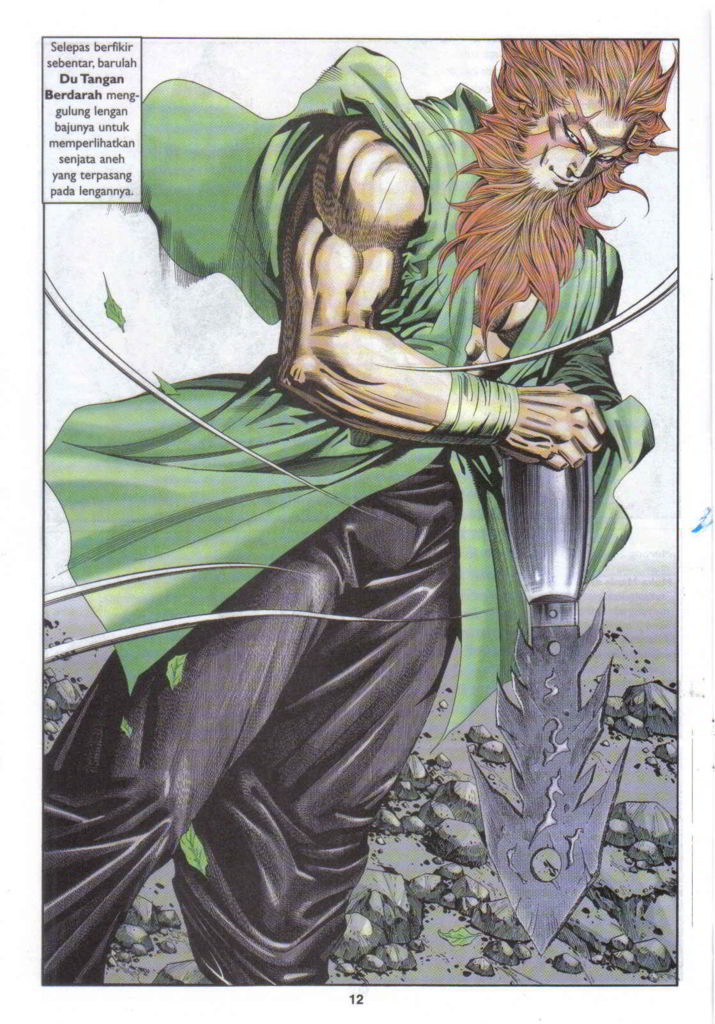 Selepas berfikir
sebentar, barulah
Du Tangan
Berdarah meng-
gulung lengan
bajunya untuk
memperlihatkan
senjata aneh
yang terpasang
pada lengannya.
12